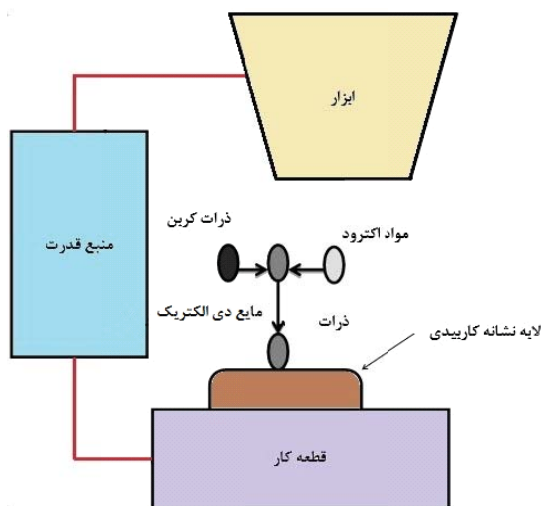 ابزار
ذرات کربن
مواد اکترود
منبع قدرت
مایع دی الکتریک
ذرات
لایه نشانه کاربیدی
قطعه کار